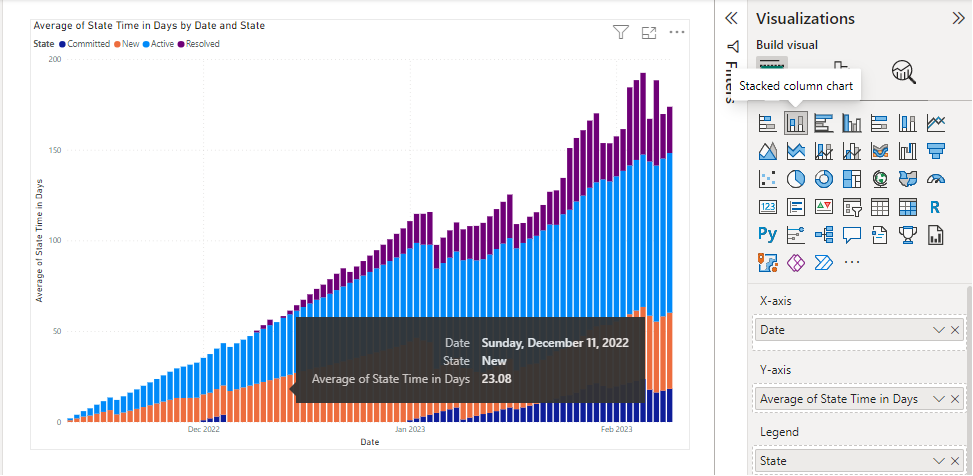 Average of State Time in Days by Date and State
State Committed New Active Resolved
200
150
100
50
0
Average of State Time in Days
Dec 2022
Jan 2023
Feb 2023
Date
Date Sunday, December 11, 2022
State New
Average of State Time in Days 23.08
Filters
Visualizations
Build visual
Stacked column chart
123
R
Py
X-axis
Date
Y-axis
Average of State Time in Days
Legend
State